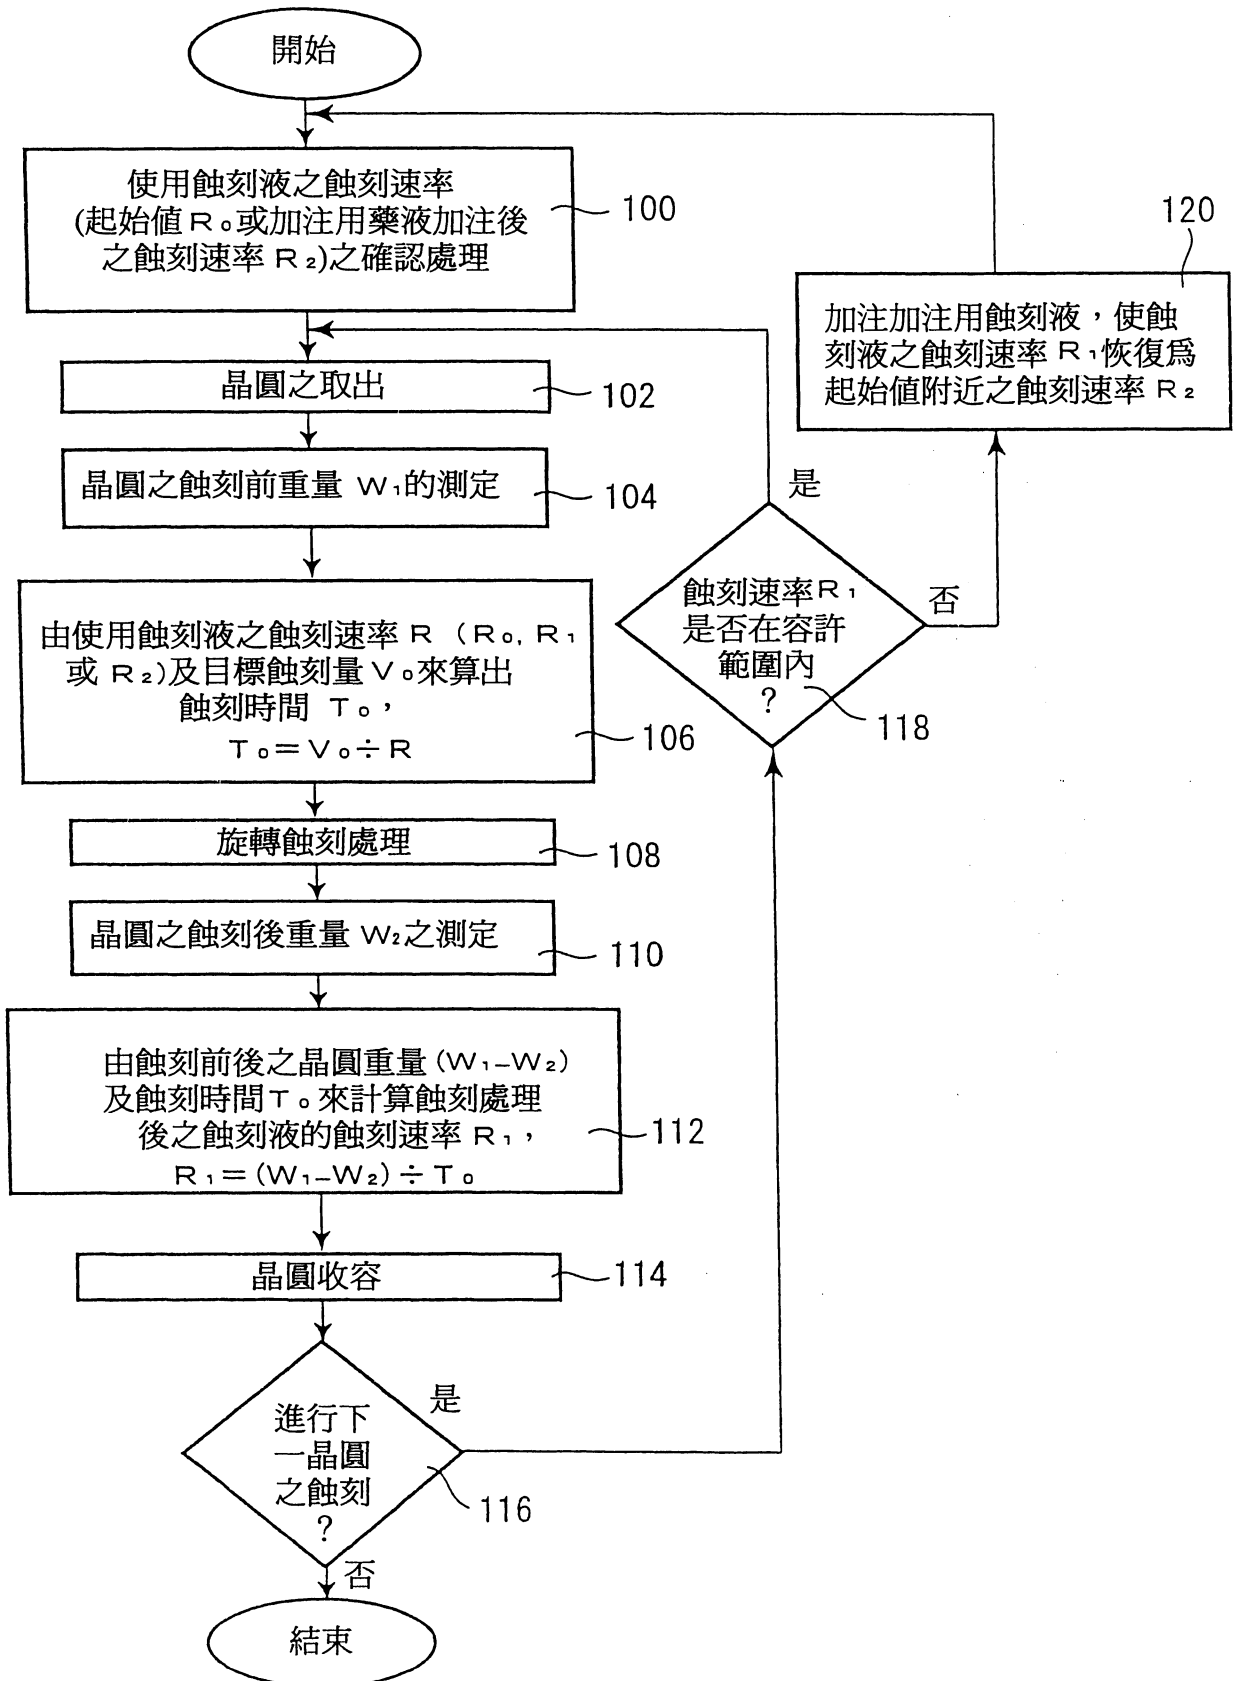 開始
使用蝕刻液之蝕刻速率
(起始值R₀或加注用藥液加注後
之蝕刻速率R₂)之確認處理
100
晶圓之取出
102
晶圓之蝕刻前重量 W₁的測定
104
由使用蝕刻液之蝕刻速率R (R₀, R₁
或R₂)及目標蝕刻量V₀來算出
蝕刻時間 T₀,
T₀=V₀÷R
106
旋轉蝕刻處理
108
晶圓之蝕刻後重量W₂之測定
110
由蝕刻前後之晶圓重量(W₁-W₂)
及蝕刻時間T₀來計算蝕刻處理
後之蝕刻液的蝕刻速率R₁,
R₁=(W₁-W₂)÷T₀
112
晶圓收容
114
進行下
一晶圓
之蝕刻
?
116
是
否
結束
蝕刻速率R₁
是否在容許
範圍內
?
118
是
否
加注加注用蝕刻液,使蝕
刻液之蝕刻速率R₁恢復爲
起始值附近之蝕刻速率R₂
120